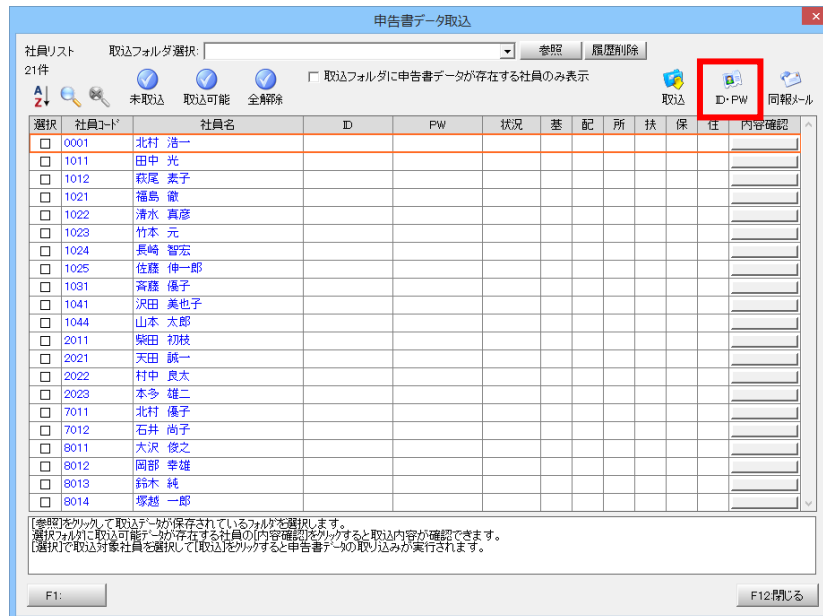 申告書データ取込
×
社員リスト 取込フォルダ選択: 参照 履歴削除
21件
未取込 取込可能 全解除 取込フォルダに申告書データが存在する社員のみ表示 取込 ID・PW 同報メール
選択 社員コード 社員名 ID PW 状況 基 配 所 扶 保 住 内容確認
0001 北村 浩一
1011 田中 光
1012 萩尾 素子
1021 福島 徹
1022 清水 真彦
1023 竹本 元
1024 長崎 智宏
1025 佐藤 伸一郎
1031 斉藤 優子
1041 沢田 美也子
1044 山本 太郎
2011 柴田 初枝
2021 天田 誠一
2022 村中 良太
2023 本多 雄二
7011 北村 優子
7012 石井 尚子
8011 大沢 俊之
8012 岡部 幸雄
8013 鈴木 純
8014 塚越 一郎
[参照]をクリックして取込データが保存されているフォルダを選択します。
選択フォルダに取込可能データが存在する社員の[内容確認]をクリックすると取込内容が確認できます。
[選択]で取込対象社員を選択して[取込]をクリックすると申告書データの取り込みが実行されます。
F1: F12:閉じる